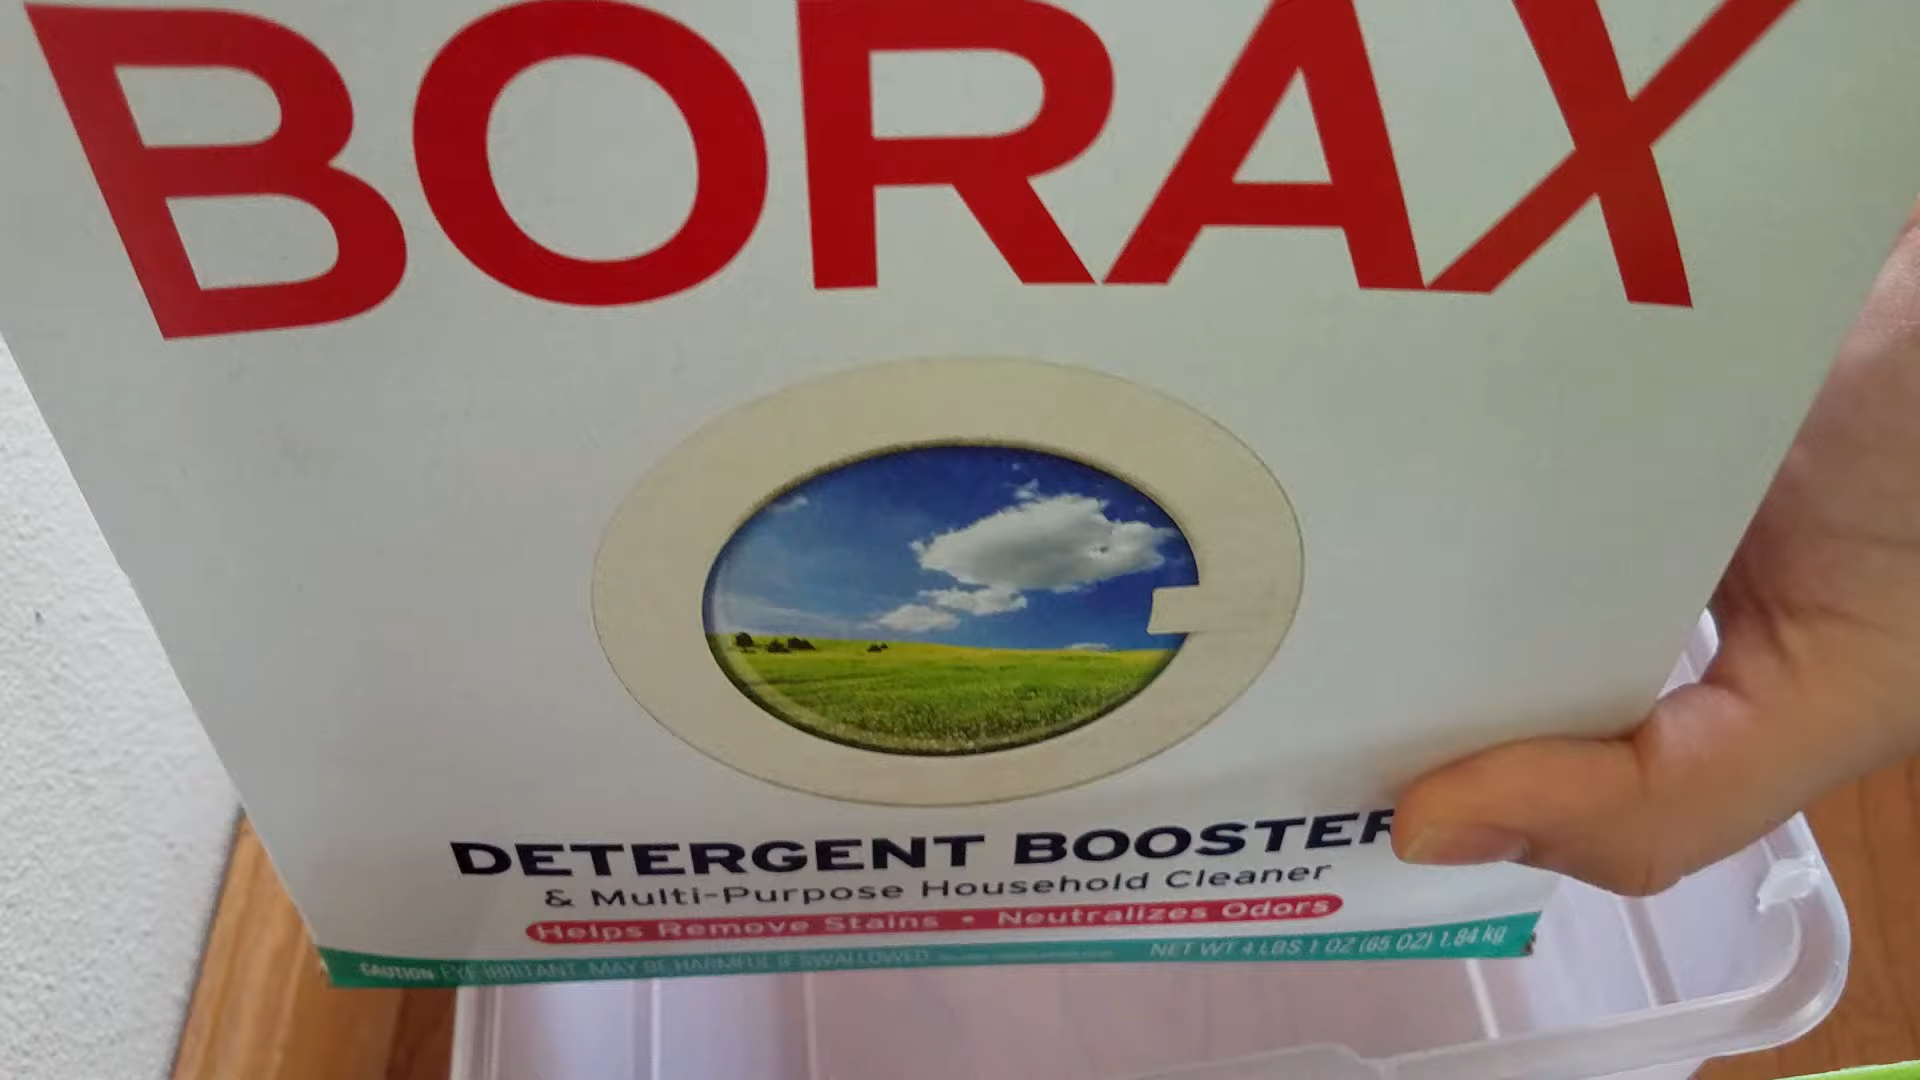 BORAX
DETERGENT BOOSTER
& Multi-Purpose Household Cleaner
Helps Remove Stains • Neutralizes Odors
CAUTION EYE IRRITANT. MAY BE HARMFUL IF SWALLOWED.
NET WT 4 LBS 1 OZ (65 OZ) 1.84 kg